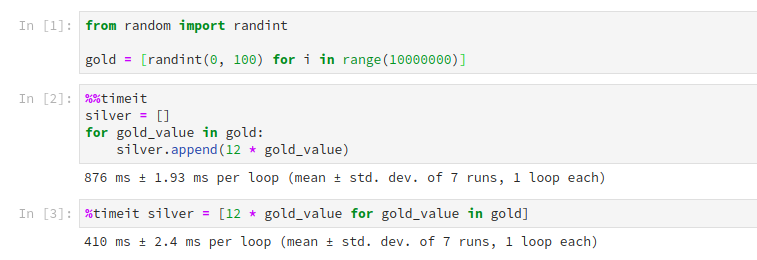 In [1]: from random import randint
gold = [randint(0, 100) for i in range(10000000)]
In [2]: %%timeit
silver = []
for gold_value in gold:
    silver.append(12 * gold_value)
876 ms ± 1.93 ms per loop (mean ± std. dev. of 7 runs, 1 loop each)
In [3]: %timeit silver = [12 * gold_value for gold_value in gold]
410 ms ± 2.4 ms per loop (mean ± std. dev. of 7 runs, 1 loop each)